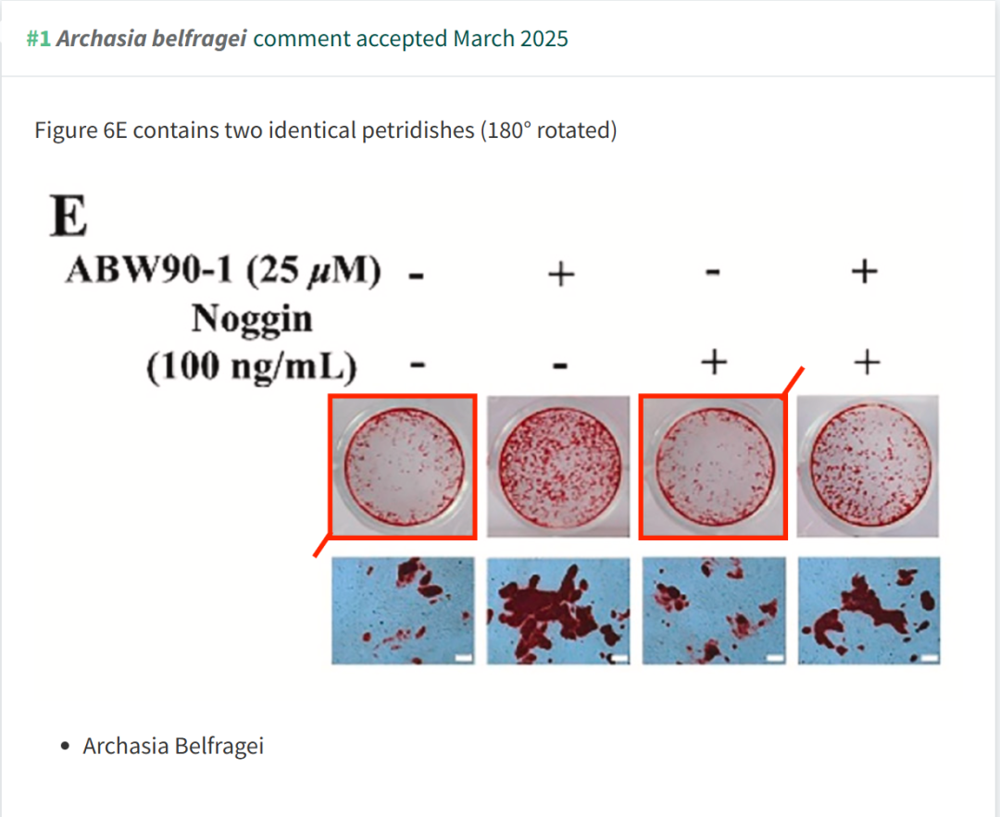 #1 Archasia belfragei comment accepted March 2025
Figure 6E contains two identical petridishes (180° rotated)
E
ABW90-1 (25 μM) - + - +
Noggin
(100 ng/mL) - - + +
• Archasia Belfragei